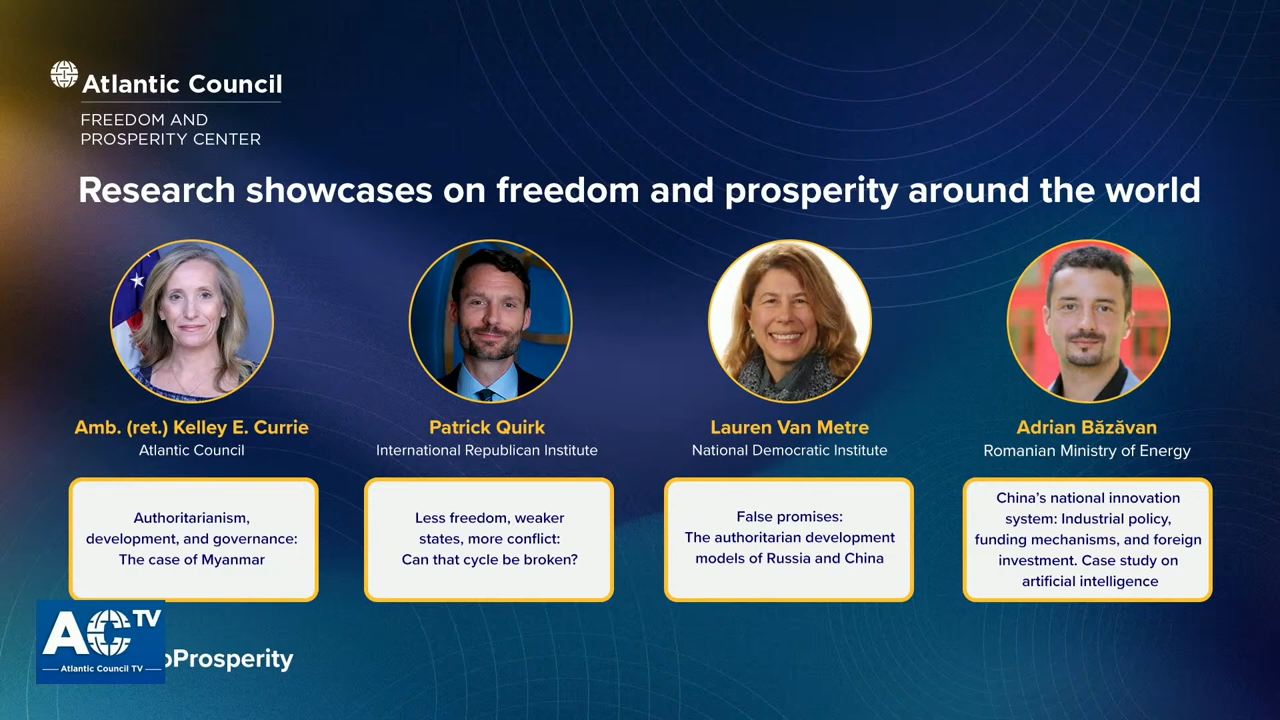 Atlantic Council
FREEDOM AND
PROSPERITY CENTER
Research showcases on freedom and prosperity around the world
Amb. (ret.) Kelley E. Currie
Atlantic Council
Authoritarianism,
development, and governance:
The case of Myanmar
Patrick Quirk
International Republican Institute
Less freedom, weaker
states, more conflict:
Can that cycle be broken?
Lauren Van Metre
National Democratic Institute
False promises:
The authoritarian development
models of Russia and China
Adrian Băzăvan
Romanian Ministry of Energy
China's national innovation
system: Industrial policy,
funding mechanisms, and foreign
investment. Case study on
artificial intelligence
AC TV
Atlantic Council TV
oProsperity